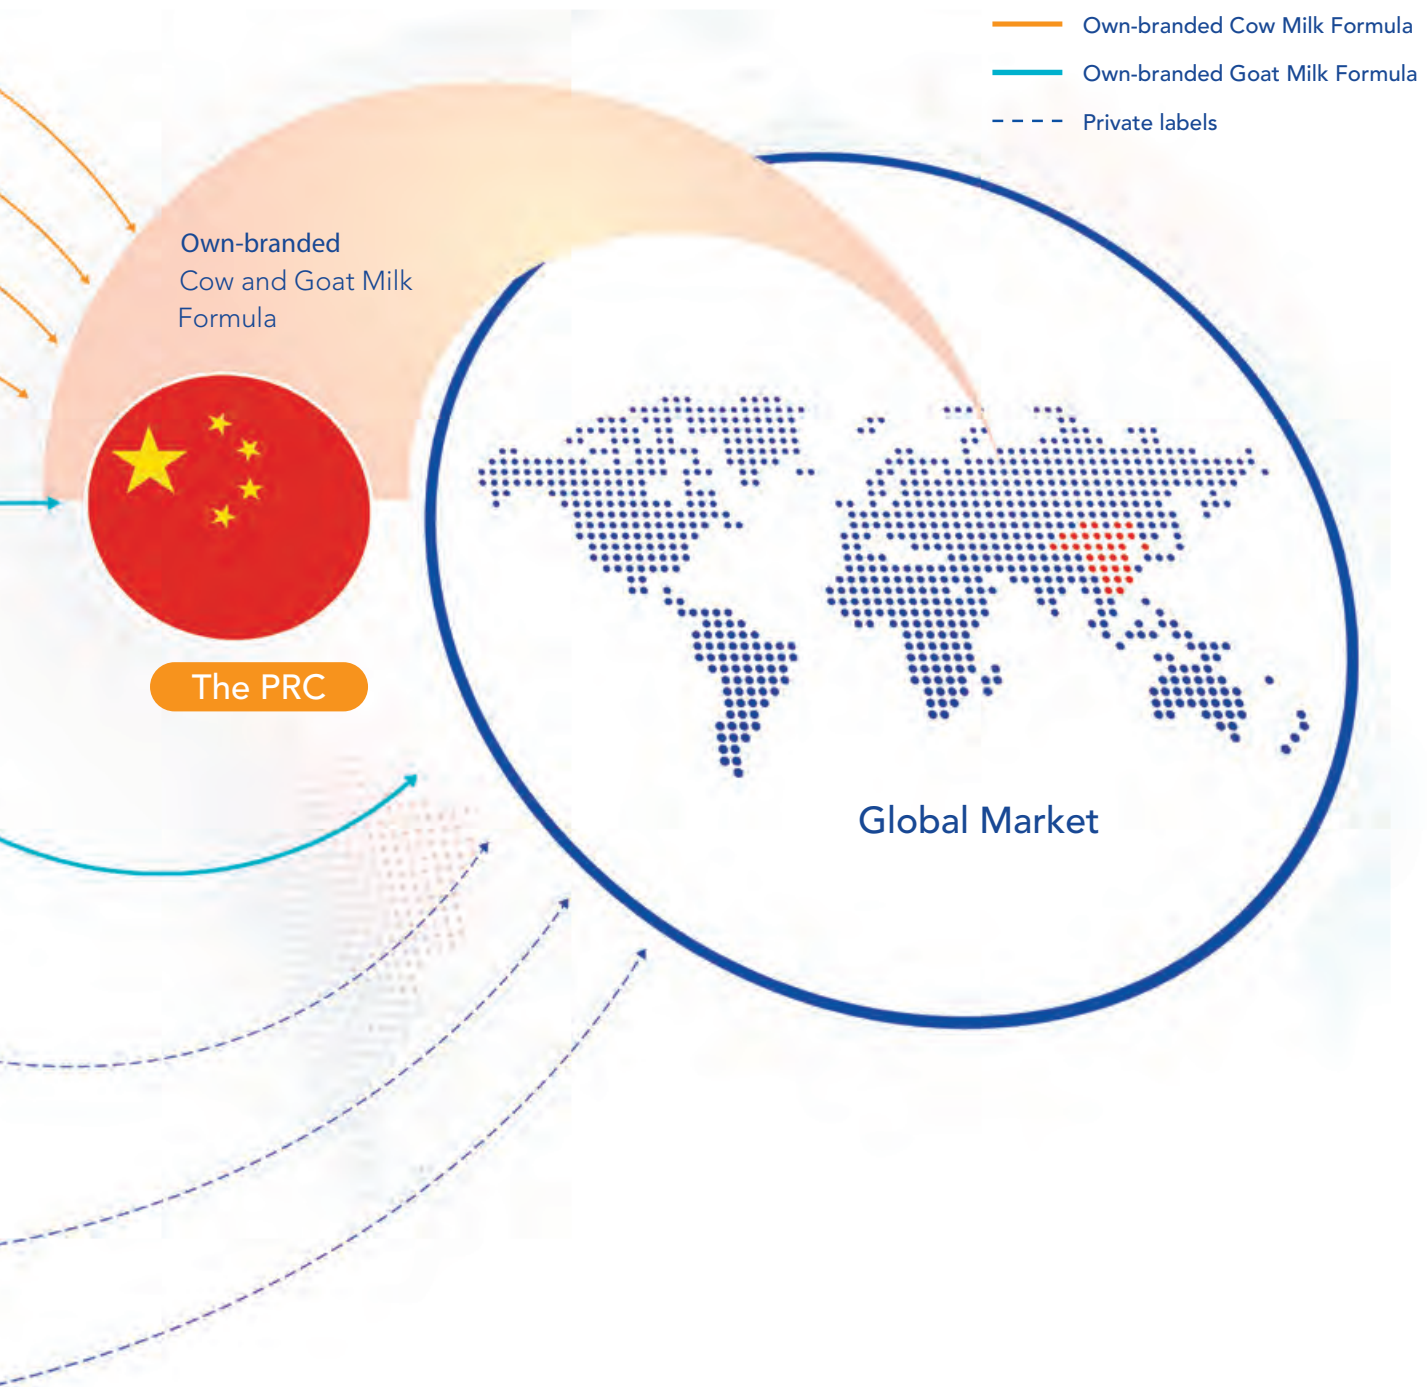 Own-branded Cow Milk Formula
Own-branded Goat Milk Formula
Private labels
Own-branded
Cow and Goat Milk
Formula
The PRC
Global Market